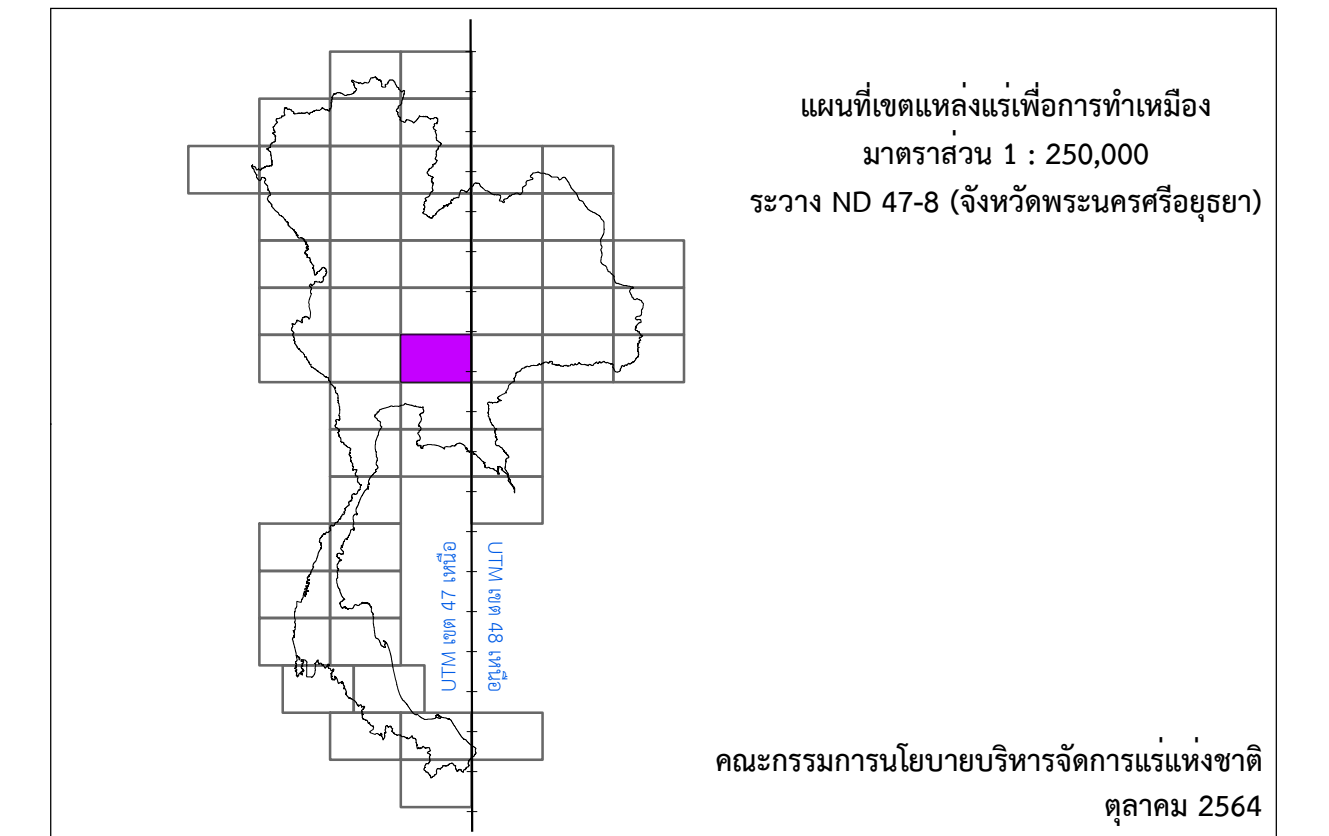 แผนที่เขตแหล่งแร่เพื่อการทำเหมือง
มาตราส่วน 1 : 250,000
ระวาง ND 47-8 (จังหวัดพระนครศรีอยุธยา)
UTM เขต 47 เหนือ
UTM เขต 48 เหนือ
คณะกรรมการนโยบายบริหารจัดการแร่แห่งชาติ
ตุลาคม 2564